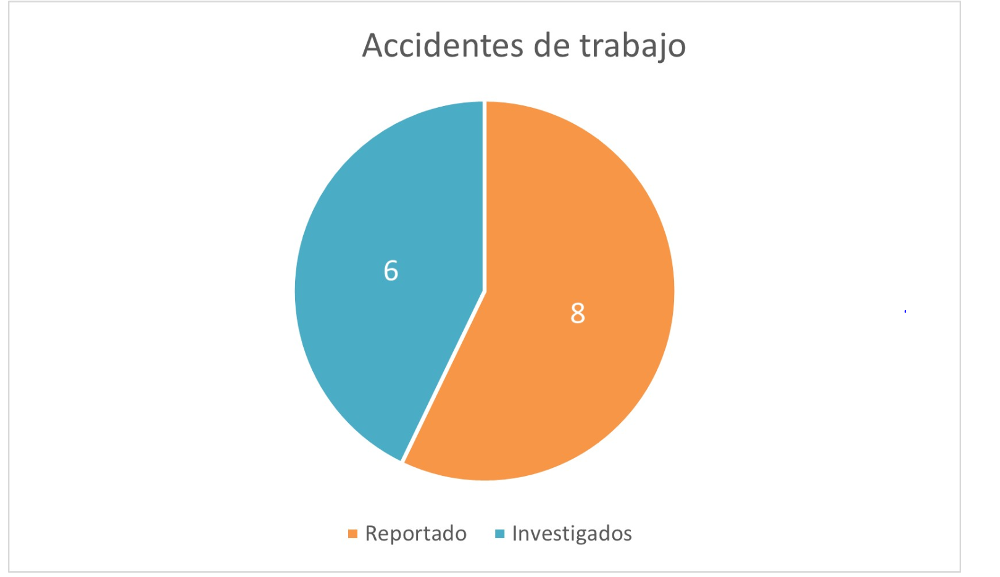 Accidentes de trabajo
6
8
Reportado Investigados